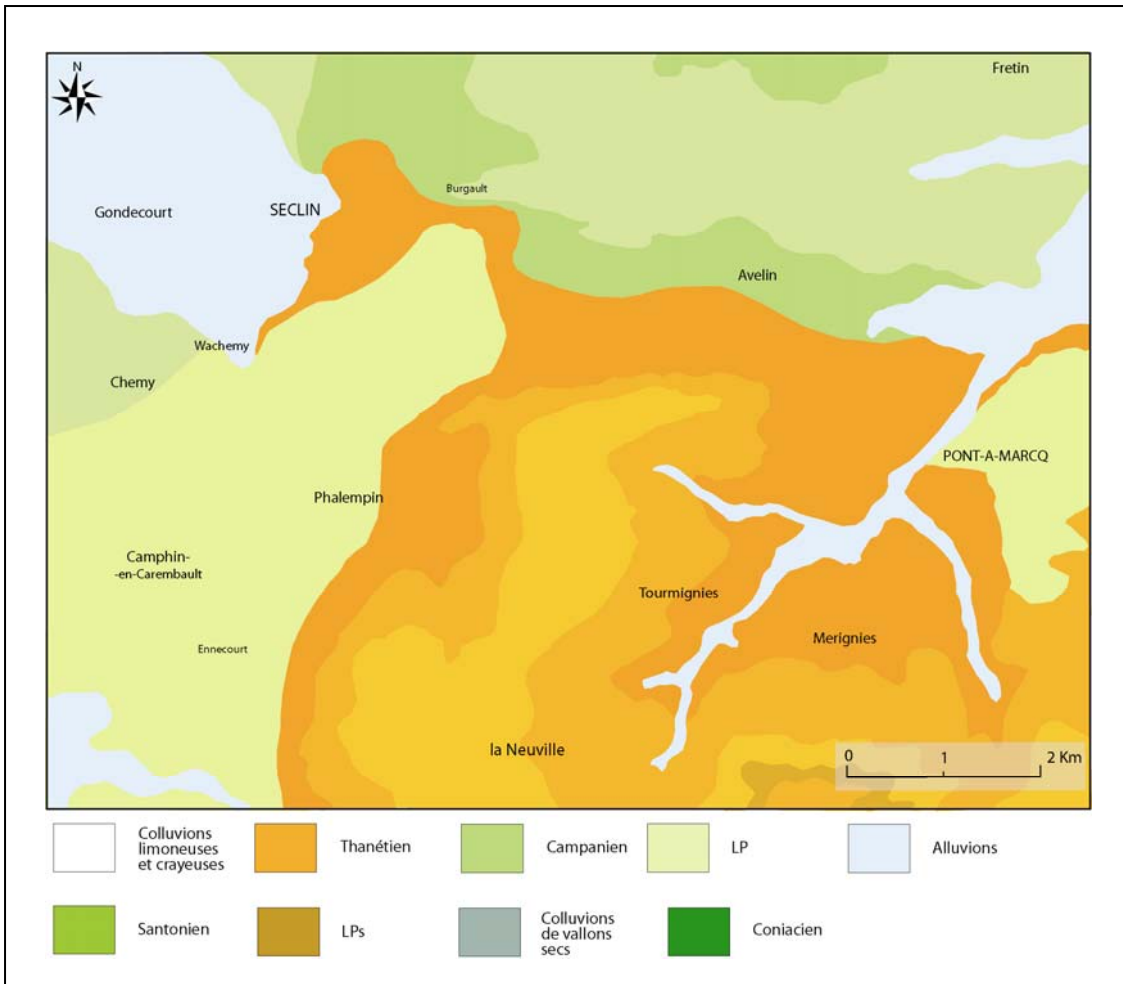 N
Fretin
Burgault
Gondecourt
SECLIN
Avelin
Wachemy
Chemy
PONT-A-MARCQ
Phalempin
Camphin-
-en-Carembault
Tourmignies
Merignies
Ennecourt
la Neuville
0 1 2 Km
Colluvions
limoneuses
et crayeuses
Thanétien
Campanien
LP
Alluvions
Santonien
LPs
Colluvions
de vallons
secs
Coniacien